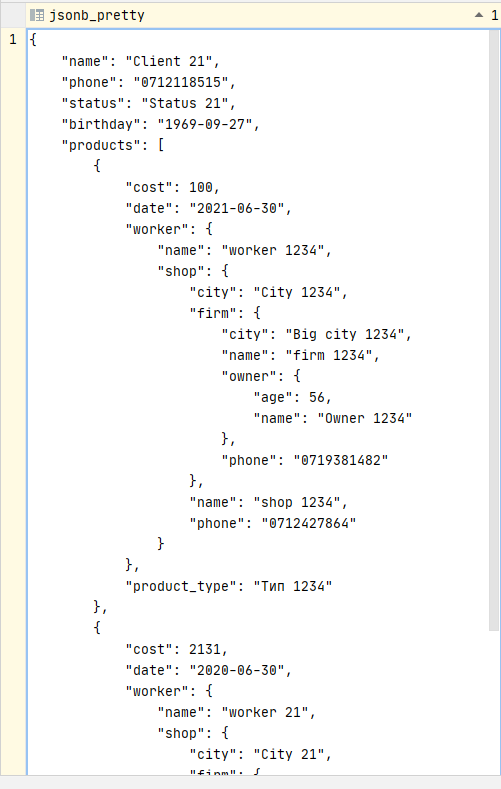 jsonb_pretty 1
1 {
    "name": "Client 21",
    "phone": "0712118515",
    "status": "Status 21",
    "birthday": "1969-09-27",
    "products": [
        {
            "cost": 100,
            "date": "2021-06-30",
            "worker": {
                "name": "worker 1234",
                "shop": {
                    "city": "City 1234",
                    "firm": {
                        "city": "Big city 1234",
                        "name": "firm 1234",
                        "owner": {
                            "age": 56,
                            "name": "Owner 1234"
                        },
                        "phone": "0719381482"
                    },
                    "name": "shop 1234",
                    "phone": "0712427864"
                }
            },
            "product_type": "Тип 1234"
        },
        {
            "cost": 2131,
            "date": "2020-06-30",
            "worker": {
                "name": "worker 21",
                "shop": {
                    "city": "City 21",
                    "firm": {